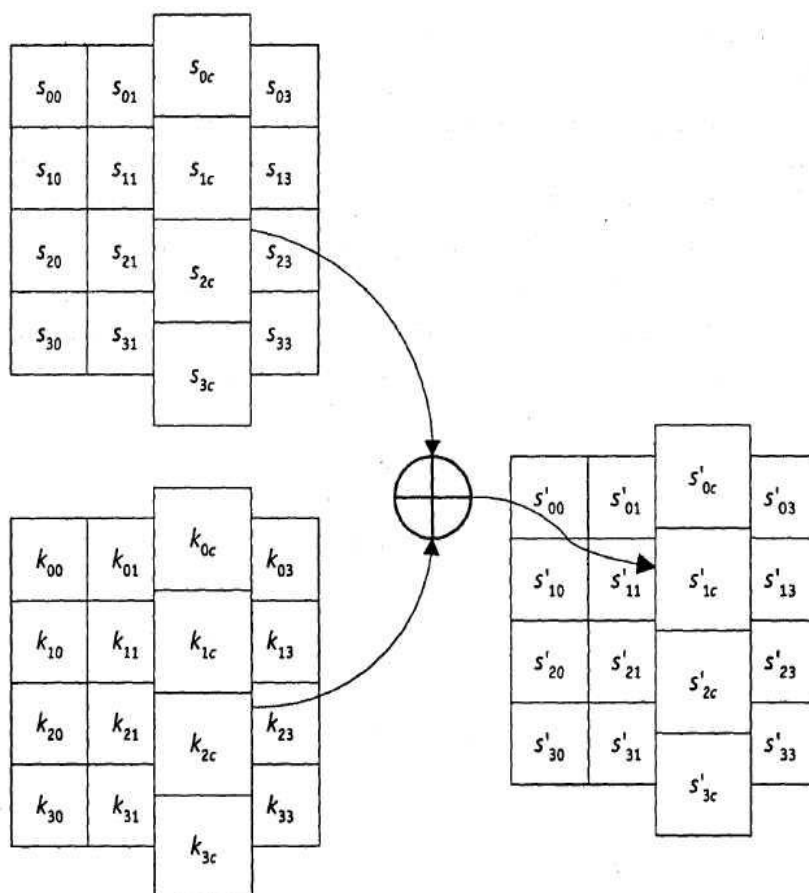 s₀₀ s₀₁ s₀c s₀₃
s₁₀ s₁₁ s₁c s₁₃
s₂₀ s₂₁ s₂c s₂₃
s₃₀ s₃₁ s₃c s₃₃
k₀₀ k₀₁ k₀c k₀₃
k₁₀ k₁₁ k₁c k₁₃
k₂₀ k₂₁ k₂c k₂₃
k₃₀ k₃₁ k₃c k₃₃
s'₀₀ s'₀₁ s'₀c s'₀₃
s'₁₀ s'₁₁ s'₁c s'₁₃
s'₂₀ s'₂₁ s'₂c s'₂₃
s'₃₀ s'₃₁ s'₃c s'₃₃